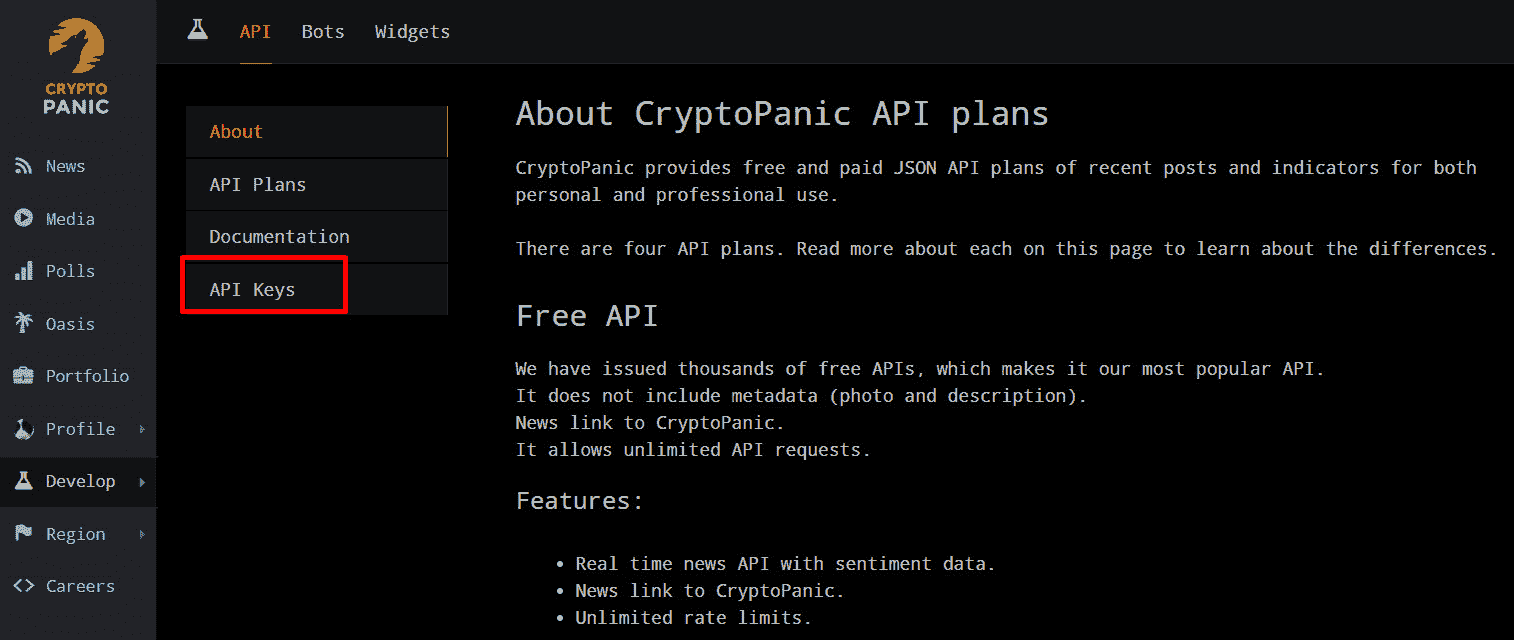 CRYPTO
PANIC
News
Media
Polls
Oasis
Portfolio
Profile
Develop
Region
Careers
API
Bots
Widgets
About
API Plans
Documentation
API Keys
About CryptoPanic API plans
CryptoPanic provides free and paid JSON API plans of recent posts and indicators for both
personal and professional use.
There are four API plans. Read more about each on this page to learn about the differences.
Free API
We have issued thousands of free APIs, which makes it our most popular API.
It does not include metadata (photo and description).
News link to CryptoPanic.
It allows unlimited API requests.
Features:
• Real time news API with sentiment data.
• News link to CryptoPanic.
• Unlimited rate limits.